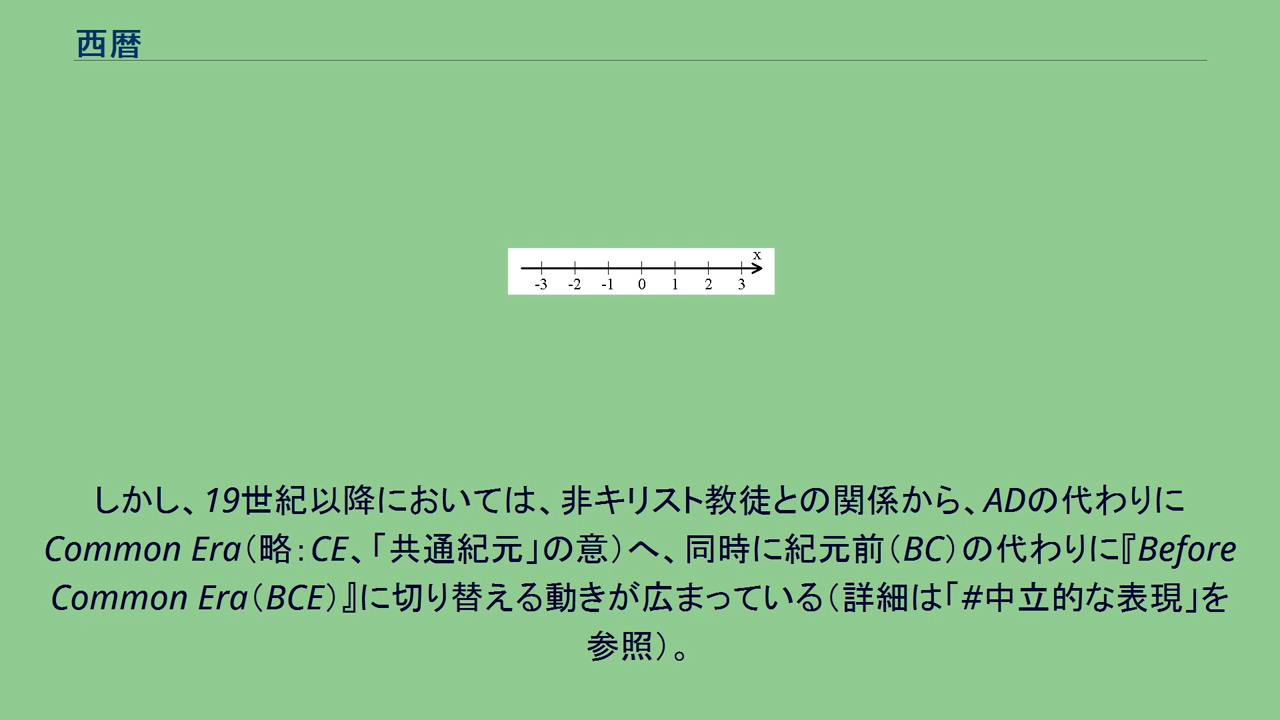 西暦
x
-3 -2 -1 0 1 2 3
しかし、19世紀以降においては、非キリスト教徒との関係から、ADの代わりに
Common Era（略：CE、「共通紀元」の意）へ、同時に紀元前（BC）の代わりに『Before
Common Era（BCE）』に切り替える動きが広まっている（詳細は「#中立的な表現」を
参照）。